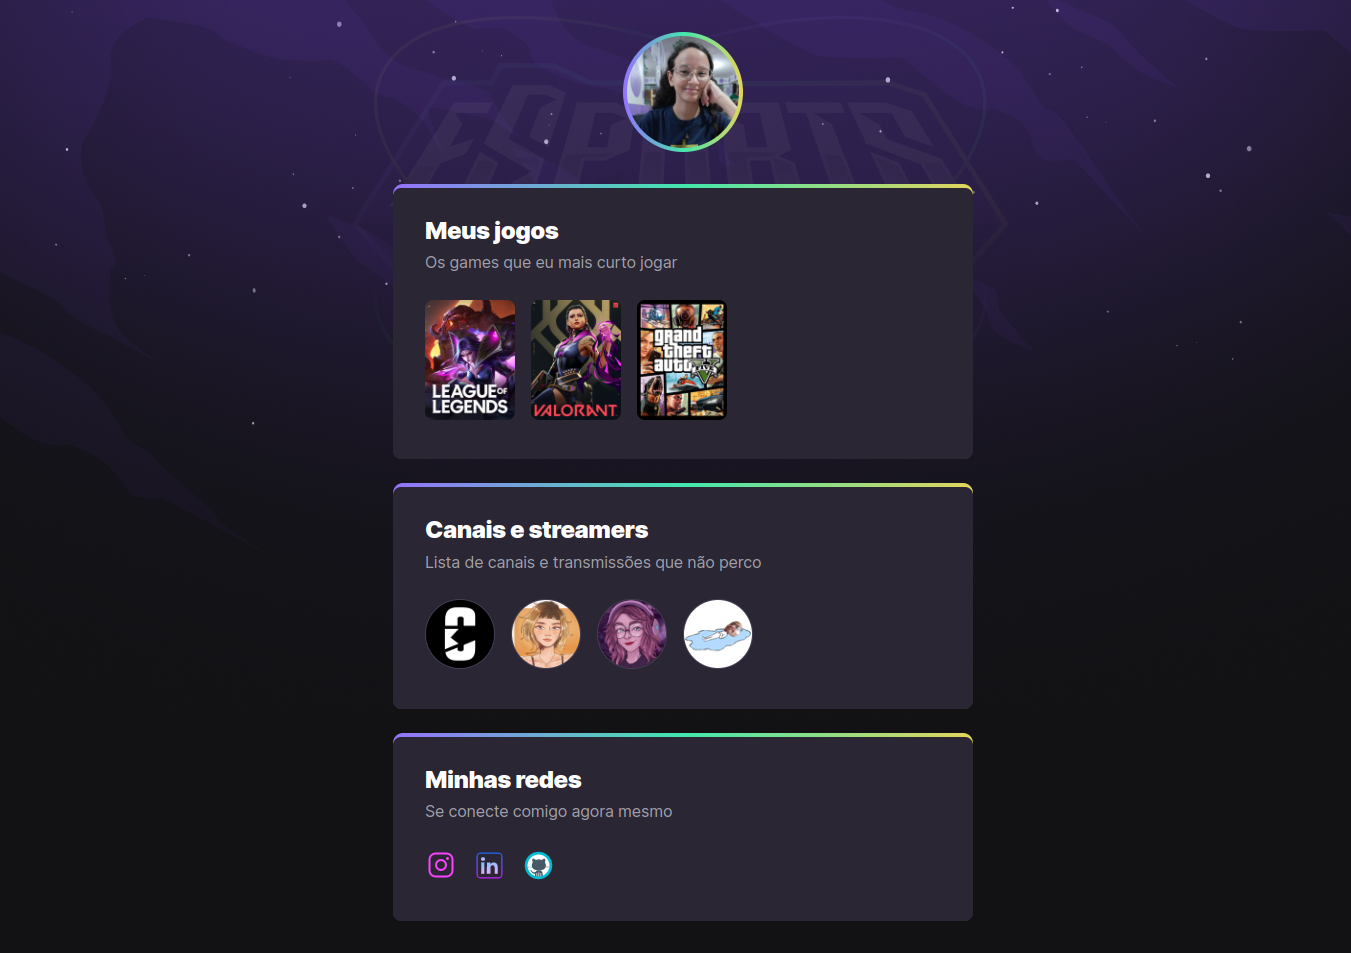 ESPORTS
Meus jogos
Os games que eu mais curto jogar
LEAGUE OF
LEGENDS
VALORANT
grand
theft
auto
FIVE
Canais e streamers
Lista de canais e transmissões que não perco
Minhas redes
Se conecte comigo agora mesmo
in